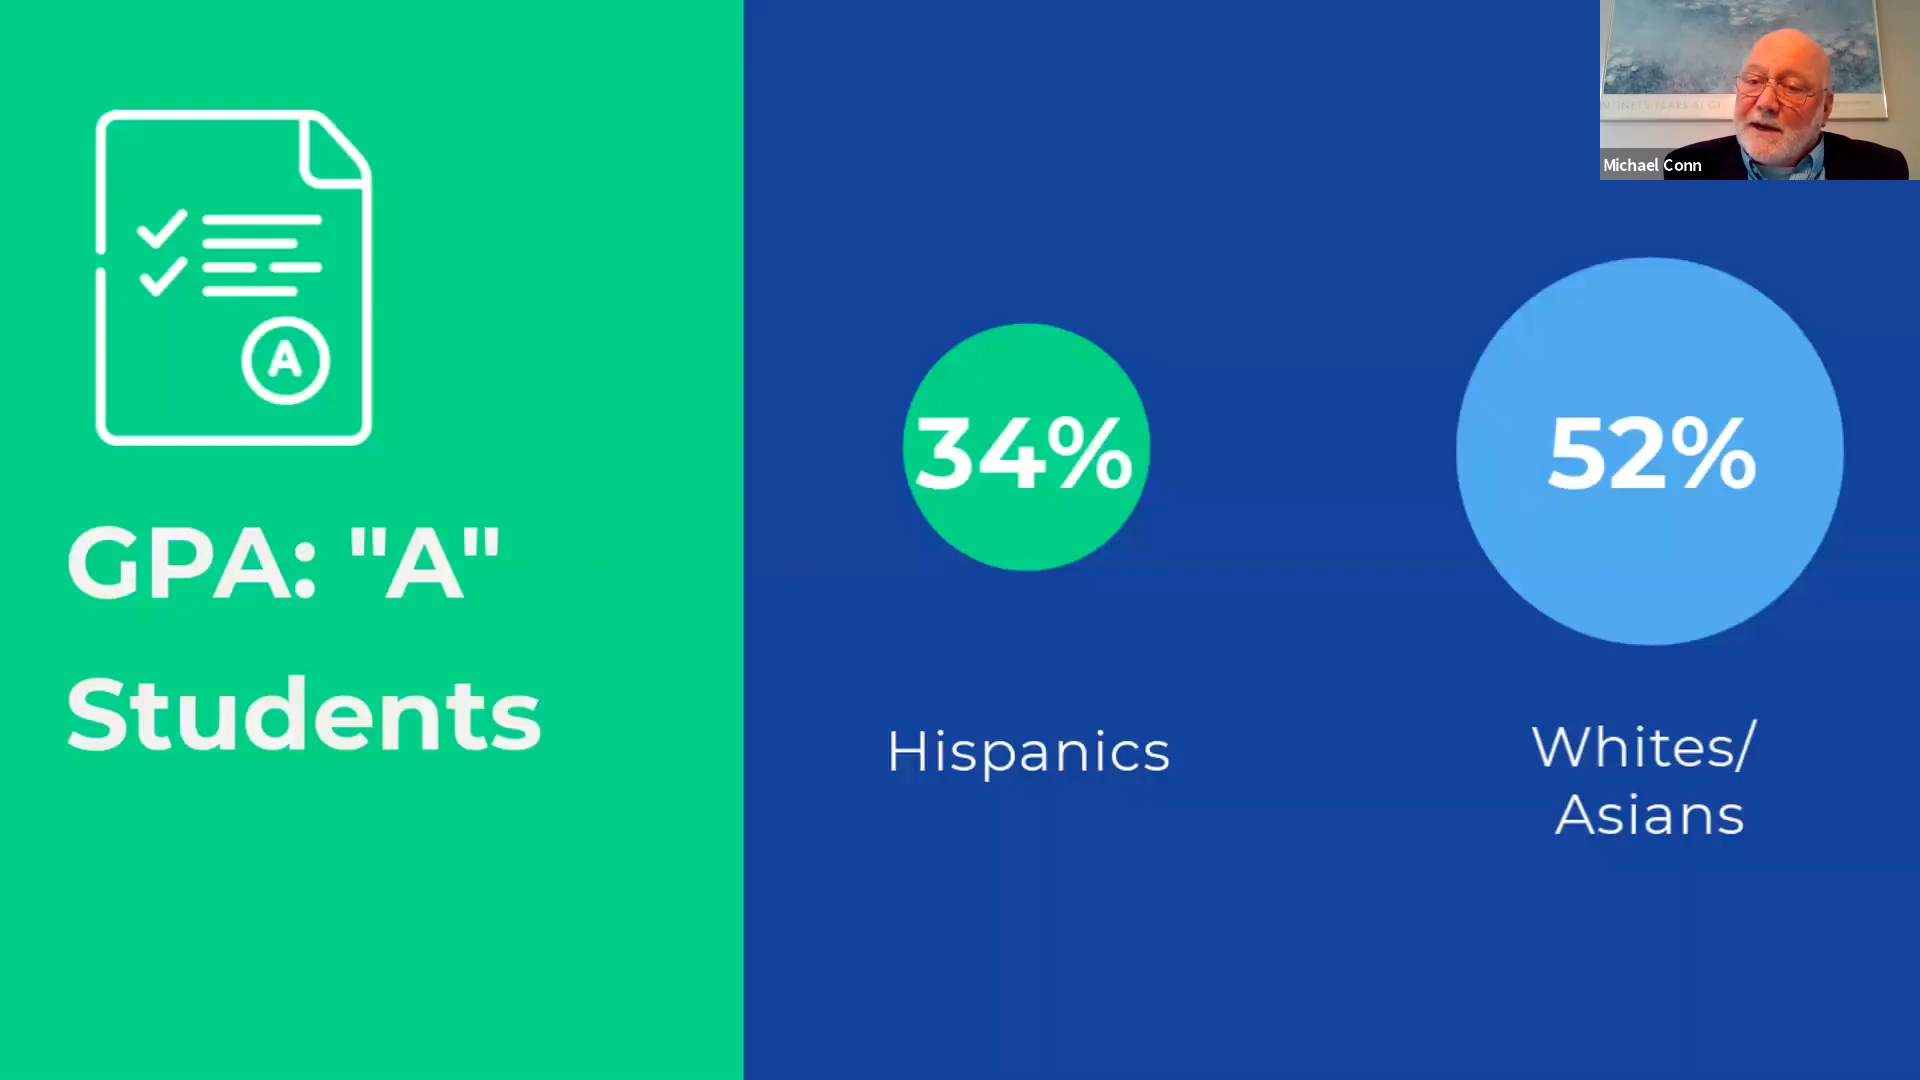 A
GPA: "A"
Students
34%
52%
Hispanics
Whites/
Asians
Michael Conn